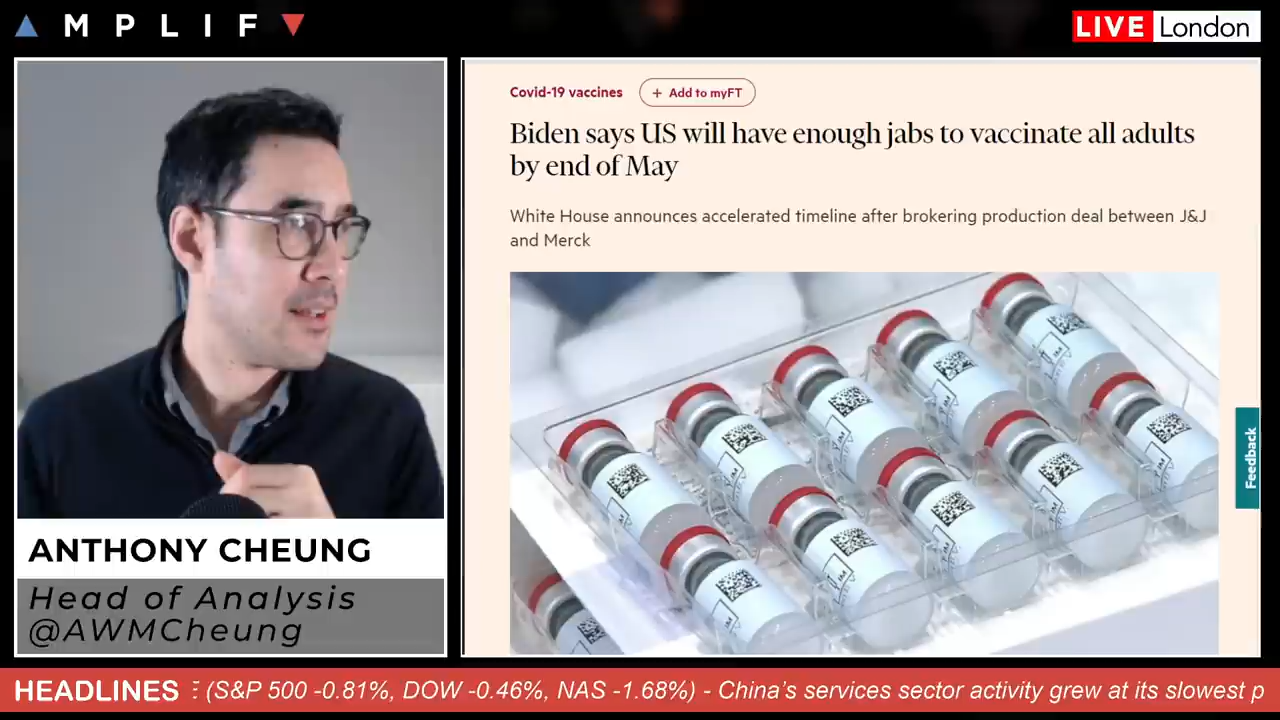 AMPLIFY
LIVE London
Covid-19 vaccines
+ Add to myFT
Biden says US will have enough jabs to vaccinate all adults
by end of May
White House announces accelerated timeline after brokering production deal between J&J
and Merck
Feedback
ANTHONY CHEUNG
Head of Analysis
@AWMCheung
HEADLINES (S&P 500 -0.81%, DOW -0.46%, NAS -1.68%) - China's services sector activity grew at its slowest p